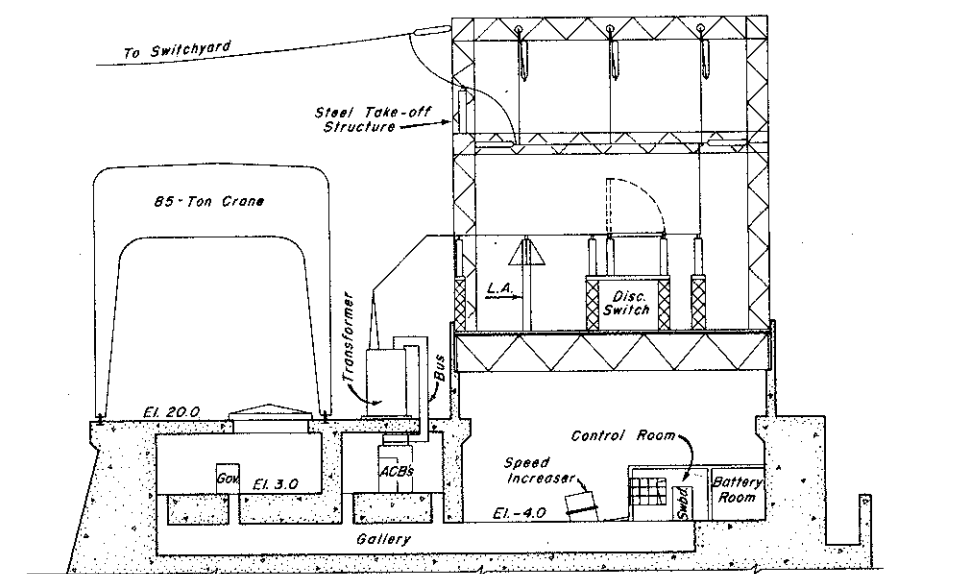 To Switchyard
Steel Take-off
Structure
85-Ton Crane
L.A.
Disc.
Switch
Transformer
Bus
El. 20.0
Control Room
Gov.
El. 3.0
ACBs
Speed
Increaser
Swbd.
Battery
Room
El.-4.0
Gallery